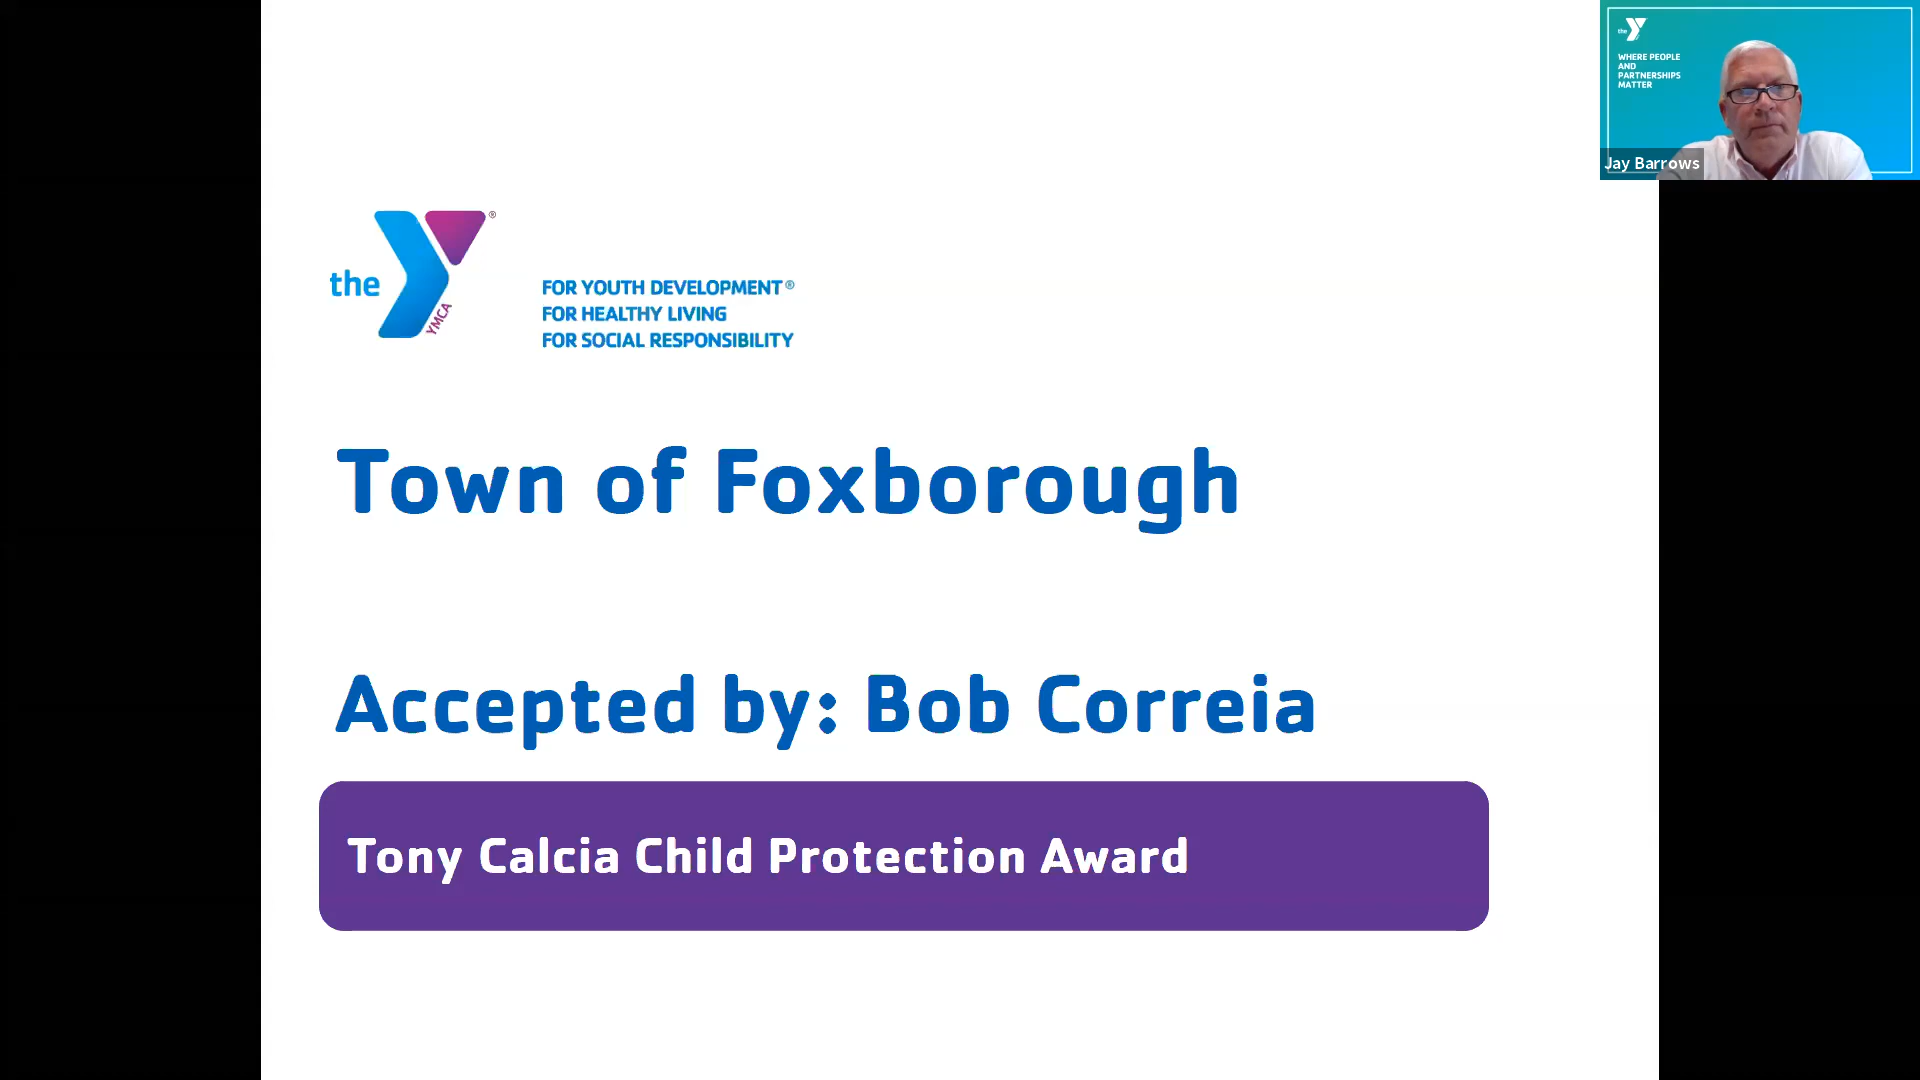 the
YMCA
®
FOR YOUTH DEVELOPMENT®
FOR HEALTHY LIVING
FOR SOCIAL RESPONSIBILITY
Town of Foxborough
Accepted by: Bob Correia
Tony Calcia Child Protection Award
the
WHERE PEOPLE
AND
PARTNERSHIPS
MATTER
Jay Barrows